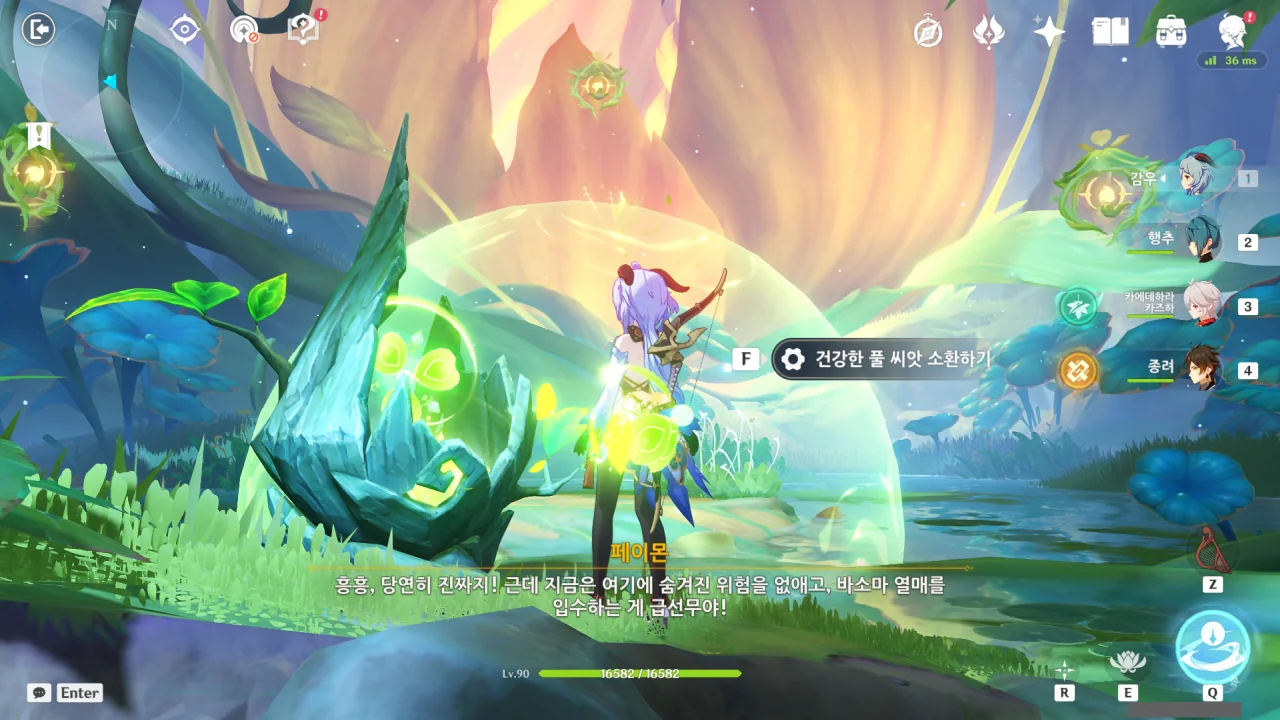 N
36 ms
감우
1
행추
2
카에데하라
카즈하
3
종려
4
F
건강한 풀 씨앗 소환하기
페이몬
흥흥, 당연히 진짜지! 근데 지금은 여기에 숨겨진 위험을 없애고, 바소마 열매를
입수하는 게 급선무야!
Z
Lv.90
16582 / 16582
Enter
R
E
Q